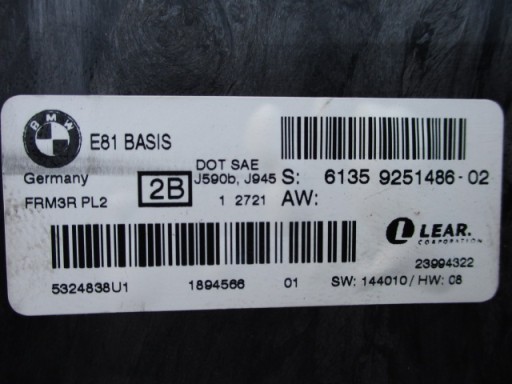 BMW
E81 BASIS
Germany
FRM3R PL2
2B
DOT SAE
J590b, J945
1 2721
S: 6135 9251486-02
AW:
LEAR.
CORPORATION
23994322
5324838U1 1894566 01 SW: 144010/HW: 08